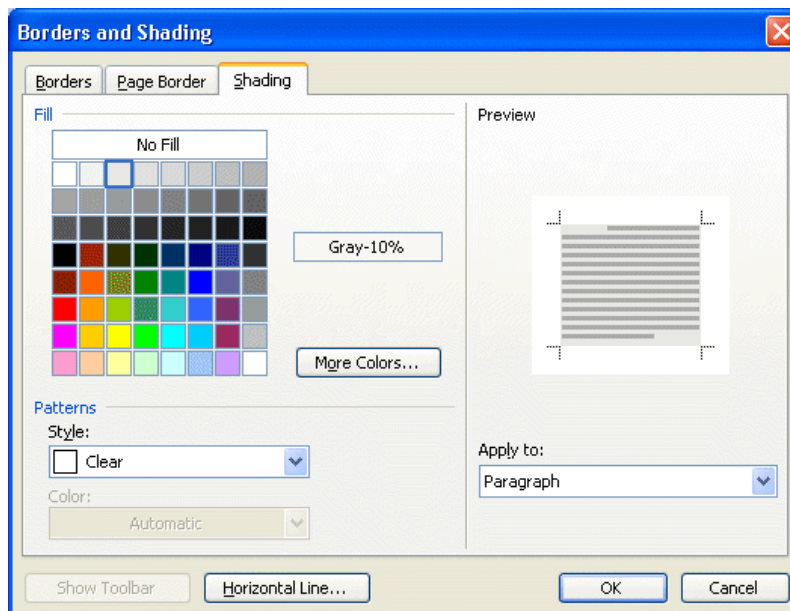 Borders and Shading
Borders
Page Border
Shading
Fill
No Fill
Gray-10%
More Colors...
Patterns
Style:
Clear
Color:
Automatic
Preview
Apply to:
Paragraph
Show Toolbar
Horizontal Line...
OK
Cancel